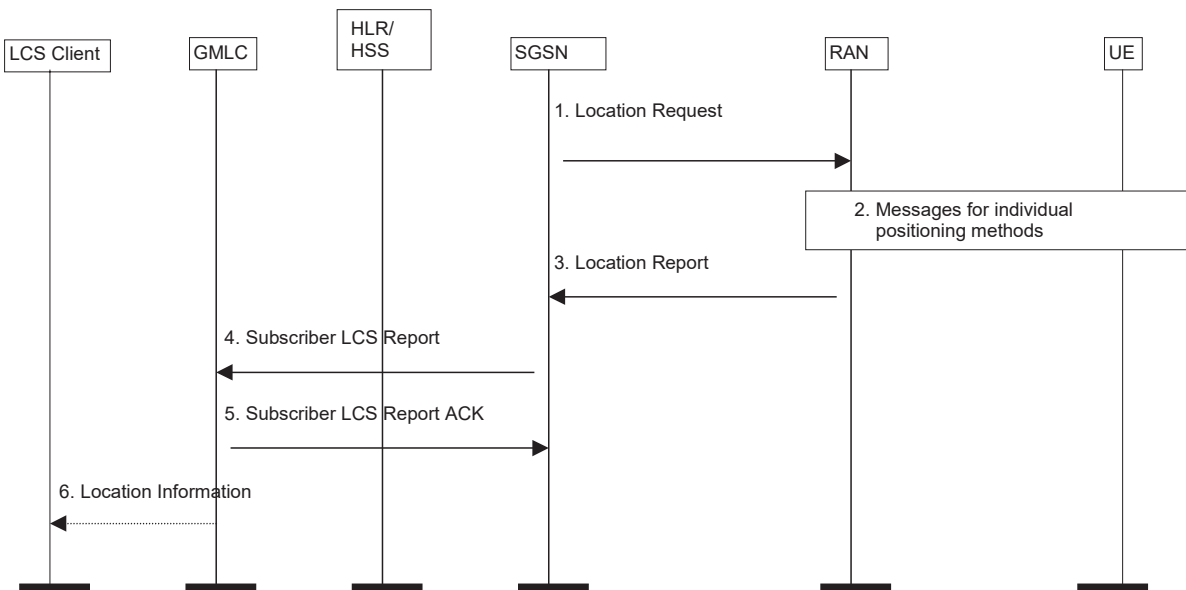 LCS Client
GMLC
HLR/
HSS
SGSN
RAN
UE
1. Location Request
2. Messages for individual
positioning methods
3. Location Report
4. Subscriber LCS Report
5. Subscriber LCS Report ACK
6. Location Information